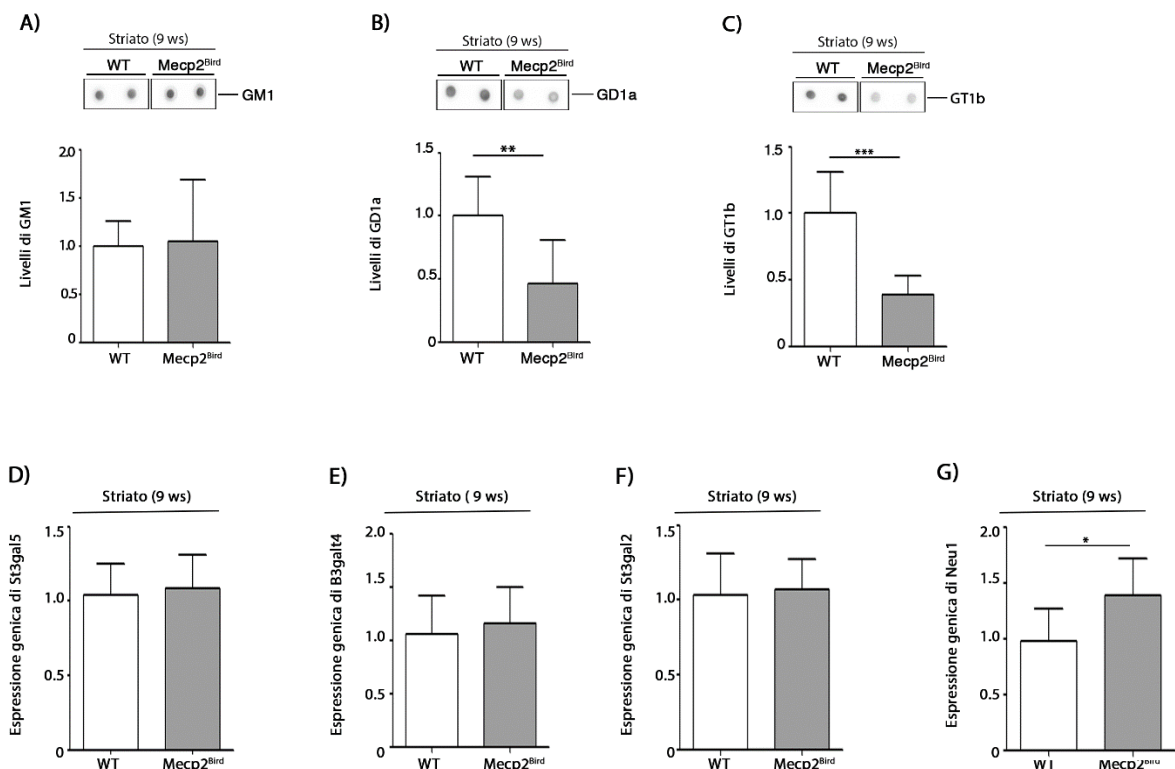 A)
Striato (9 ws)
WT Mecp2Bird
GM1
Livelli di GM1
2.0
1.5
1.0
0.5
0
WT Mecp2Bird
B)
Striato (9 ws)
WT Mecp2Bird
GD1a
Livelli di GD1a
1.5
**
1.0
0.5
0
WT Mecp2Bird
C)
Striato (9 ws)
WT Mecp2Bird
GT1b
Livelli di GT1b
1.5
***
1.0
0.5
0
WT Mecp2Bird
D)
Striato (9 ws)
Espressione genica di St3gal5
1.5
1.0
0.5
0
WT Mecp2Bird
E)
Striato ( 9 ws)
Espressione genica di B3galt4
2.0
1.5
1.0
0.5
0
WT Mecp2Bird
F)
Striato (9 ws)
Espressione genica di St3gal2
1.5
1.0
0.5
0
WT Mecp2Bird
G)
Striato (9 ws)
Espressione genica di Neu1
2.0
*
1.5
1.0
0.5
0
WT Mecp2Bird